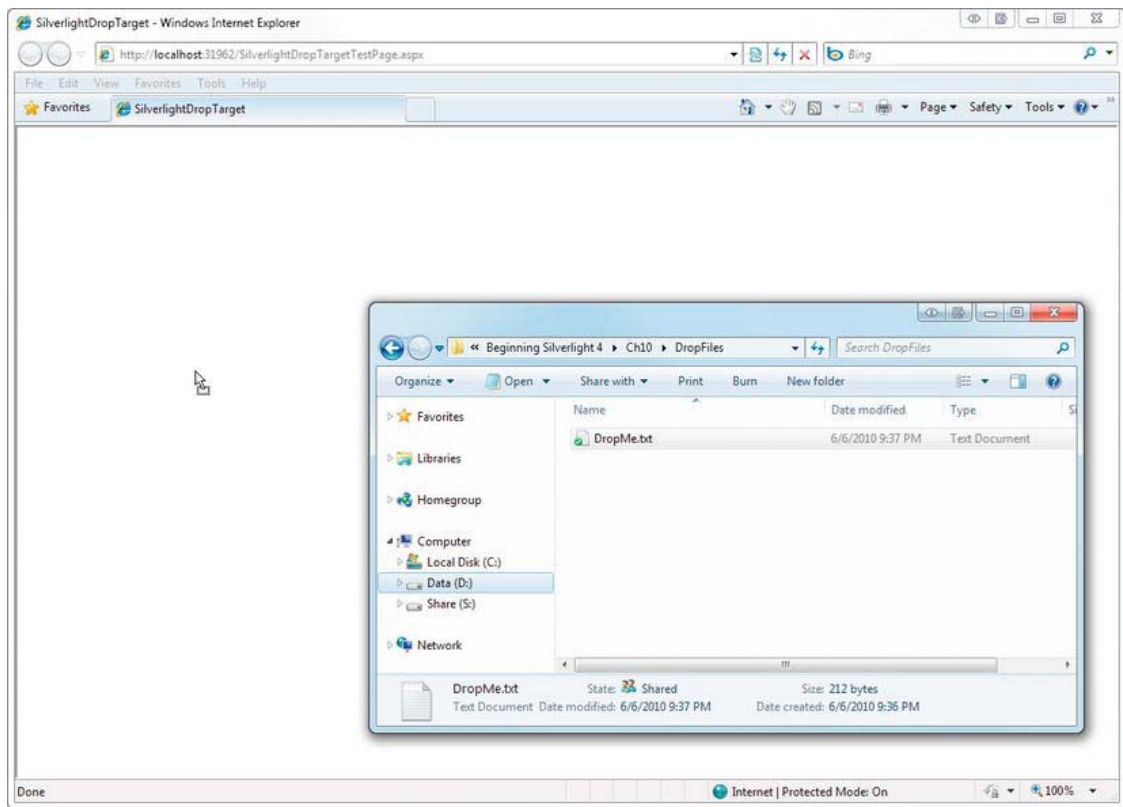 SilverlightDropTarget - Windows Internet Explorer
http://localhost:31962/SilverlightDropTargetTestPage.aspx
Bing
File Edit View Favorites Tools Help
Favorites SilverlightDropTarget Page Safety Tools
« Beginning Silverlight 4 Ch10 DropFiles Search DropFiles
Organize Open Share with Print Burn New folder
Name Date modified Type Si
Favorites
DropMe.txt 6/6/2010 9:37 PM Text Document
Libraries
Homegroup
Computer
Local Disk (C:)
Data (D:)
Share (S:)
Network
DropMe.txt State: Shared Size: 212 bytes
Text Document Date modified: 6/6/2010 9:37 PM Date created: 6/6/2010 9:36 PM
Done Internet | Protected Mode: On 100%